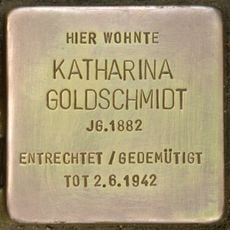 HIER WOHNTE
KATHARINA
GOLDSCHMIDT
JG.1882
ENTRECHTET / GEDEMÜTIGT
TOT 2.6.1942